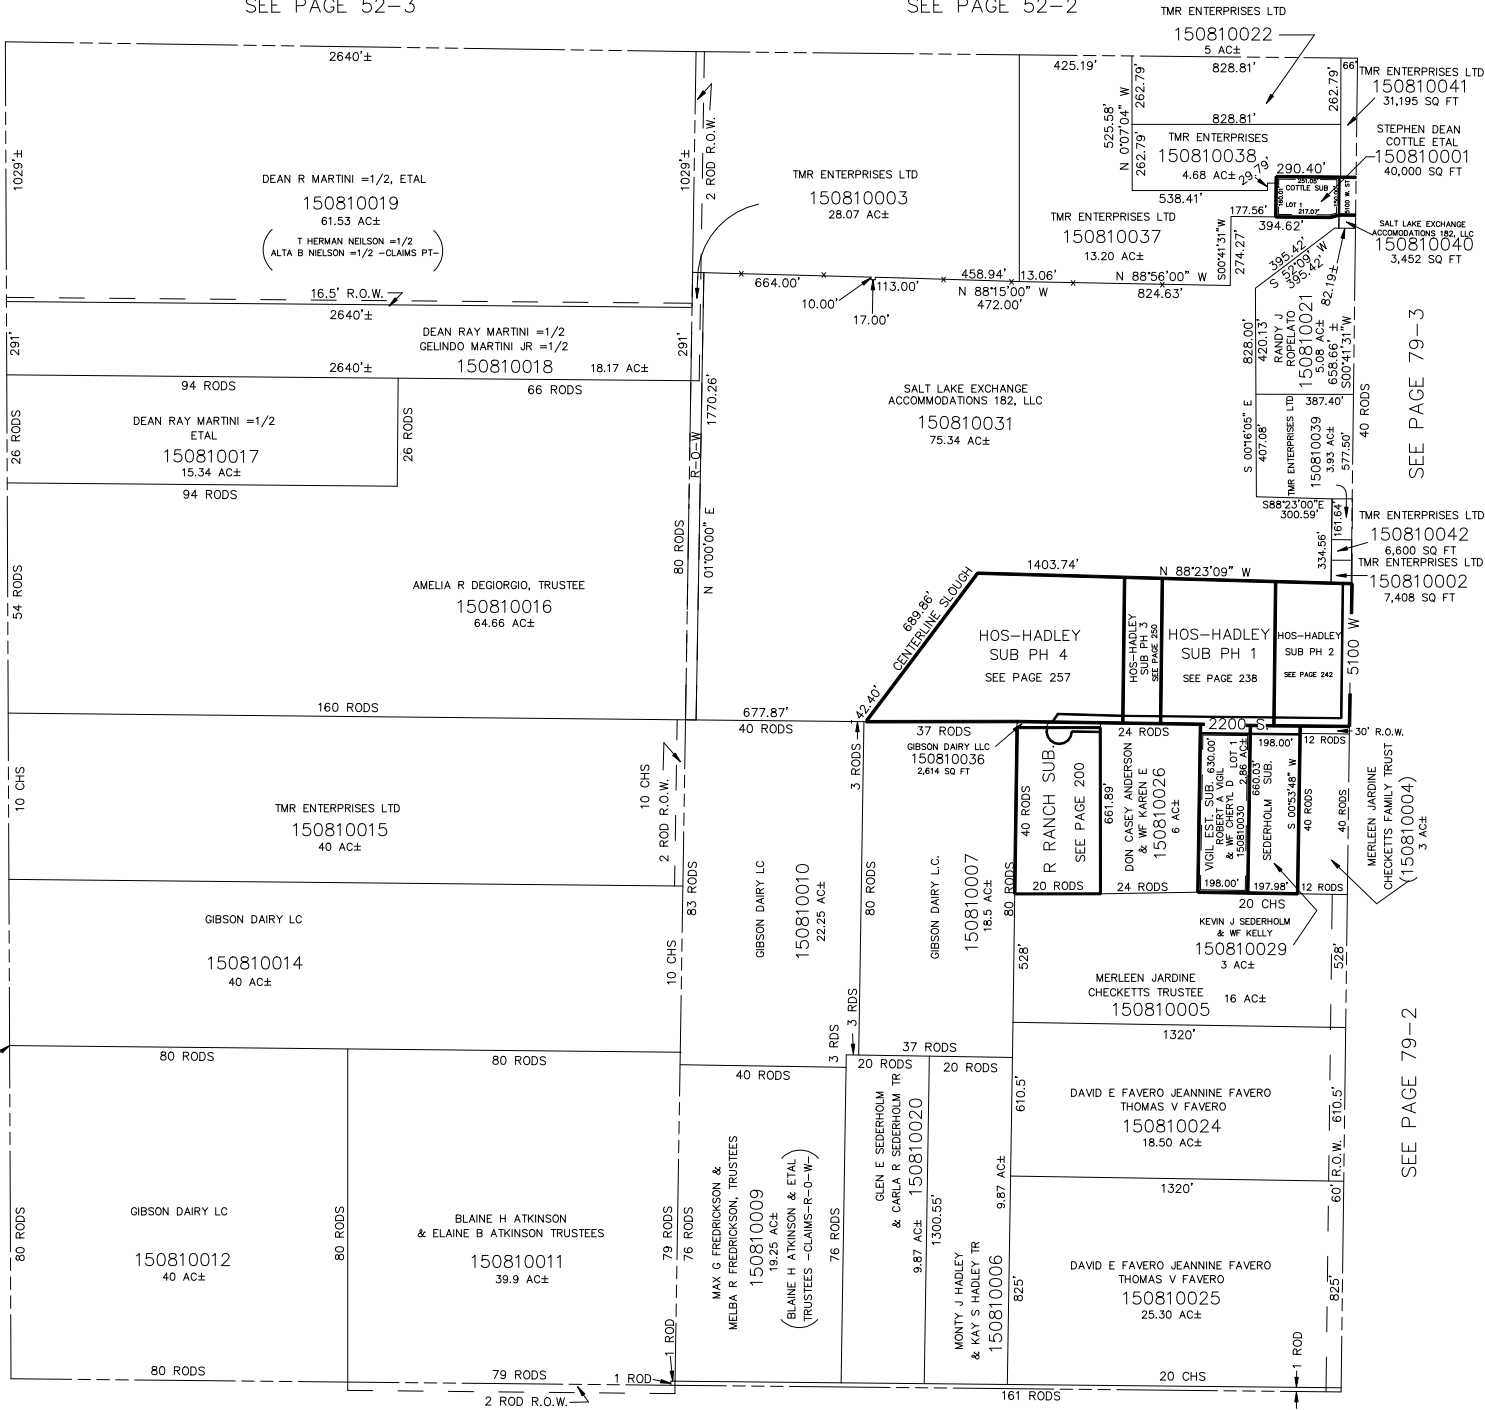 SEE PAGE 52-3
SEE PAGE 52-2
TMR ENTERPRISES LTD
150810022
5 AC±
2640'±
425.19'
828.81'
66'
TMR ENTERPRISES LTD
150810041
31,195 SQ FT
262.79'
262.79'
1029'±
1029'±
2 ROD R.O.W.
525.58'
N 0°07'04" W
828.81'
STEPHEN DEAN
COTTLE ETAL
150810001
40,000 SQ FT
TMR ENTERPRISES
150810038
4.68 AC±
262.79'
29.79'
290.40'
251.05'
COTTLE SUB
160.01'
LOT 1
217.07'
150.00'
5100 W. ST
DEAN R MARTINI =1/2, ETAL
150810019
61.53 AC±
T HERMAN NEILSON =1/2
ALTA B NIELSON =1/2 -CLAIMS PT-
TMR ENTERPRISES LTD
150810003
28.07 AC±
538.41'
177.56'
394.62'
TMR ENTERPRISES LTD
150810037
13.20 AC±
S00°41'31"W
274.27'
SALT LAKE EXCHANGE
ACCOMODATIONS 182, LLC
150810040
3,452 SQ FT
395.42'
S 52°09' W
395.42'
82.19±
664.00'
10.00'
17.00'
113.00'
458.94'
13.06'
N 88°15'00" W
472.00'
N 88°56'00" W
824.63'
16.5' R.O.W.
2640'±
291'
291'
DEAN RAY MARTINI =1/2
GELINDO MARTINI JR =1/2
150810018
18.17 AC±
2640'±
828.00'
420.13'
RANDY J
ROPELATO
150810021
5.08 AC±
658.66' ±
S00°41'31"W
SEE PAGE 79-3
94 RODS
66 RODS
26 RODS
26 RODS
DEAN RAY MARTINI =1/2
ETAL
150810017
15.34 AC±
94 RODS
1770.26'
R-O-W
SALT LAKE EXCHANGE
ACCOMMODATIONS 182, LLC
150810031
75.34 AC±
387.40'
40 RODS
S 00°16'05" E
407.08'
TMR ENTERPRISES LTD
150810039
3.93 AC±
577.50'
S88°23'00"E
300.59'
161.64'
TMR ENTERPRISES LTD
150810042
6,600 SQ FT
334.56'
TMR ENTERPRISES LTD
150810002
7,408 SQ FT
54 RODS
80 RODS
N 01°00'00" E
AMELIA R DEGIORGIO, TRUSTEE
150810016
64.66 AC±
1403.74'
N 88°23'09" W
689.86'
CENTERLINE SLOUGH
42.40'
HOS-HADLEY
SUB PH 4
SEE PAGE 257
HOS-HADLEY
SUB PH 3
SEE PAGE 250
HOS-HADLEY
SUB PH 1
SEE PAGE 238
HOS-HADLEY
SUB PH 2
SEE PAGE 242
5100 W
160 RODS
677.87'
40 RODS
37 RODS
24 RODS
2200 S.
30' R.O.W.
12 RODS
10 CHS
10 CHS
2 ROD R.O.W.
TMR ENTERPRISES LTD
150810015
40 AC±
3 RODS
GIBSON DAIRY LLC
150810036
2,614 SQ FT
R RANCH SUB.
SEE PAGE 200
40 RODS
20 RODS
661.89'
DON CASEY ANDERSON
& WF KAREN E
150810026
6 AC±
24 RODS
VIGIL EST. SUB.
630.00'
ROBERT A VIGIL
& WF CHERYL D
LOT 1
150810030
2.86 AC±
198.00'
198.00'
660.03'
SEDERHOLM SUB.
S 00°53'48" W
197.98'
40 RODS
40 RODS
12 RODS
MERLEEN JARDINE
CHECKETTS FAMILY TRUST
(150810004)
3 AC±
20 CHS
83 RODS
GIBSON DAIRY LC
150810010
22.25 AC±
80 RODS
GIBSON DAIRY L.C.
150810007
18.5 AC±
80 RODS
GIBSON DAIRY LC
150810014
40 AC±
10 CHS
KEVIN J SEDERHOLM
& WF KELLY
150810029
3 AC±
528'
528'
MERLEEN JARDINE
CHECKETTS TRUSTEE
16 AC±
150810005
3 RDS
3 RDS
80 RODS
80 RODS
40 RODS
37 RODS
20 RODS
20 RODS
1320'
SEE PAGE 79-2
610.5'
610.5'
DAVID E FAVERO JEANNINE FAVERO
THOMAS V FAVERO
150810024
18.50 AC±
60' R.O.W.
1320'
80 RODS
GIBSON DAIRY LC
150810012
40 AC±
80 RODS
BLAINE H ATKINSON
& ELAINE B ATKINSON TRUSTEES
150810011
39.9 AC±
79 RODS
76 RODS
MAX G FREDRICKSON &
MELBA R FREDRICKSON, TRUSTEES
150810009
19.25 AC±
BLAINE H ATKINSON & ETAL
TRUSTEES -CLAIMS-R-O-W-
76 RODS
GLEN E SEDERHOLM
& CARLA R SEDERHOLM TR
150810020
9.87 AC±
1300.55'
MONTY J HADLEY
& KAY S HADLEY TR
150810006
9.87 AC±
825'
DAVID E FAVERO JEANNINE FAVERO
THOMAS V FAVERO
150810025
25.30 AC±
825'
80 RODS
79 RODS
1 ROD
1 ROD
2 ROD R.O.W.
20 CHS
161 RODS
1 ROD